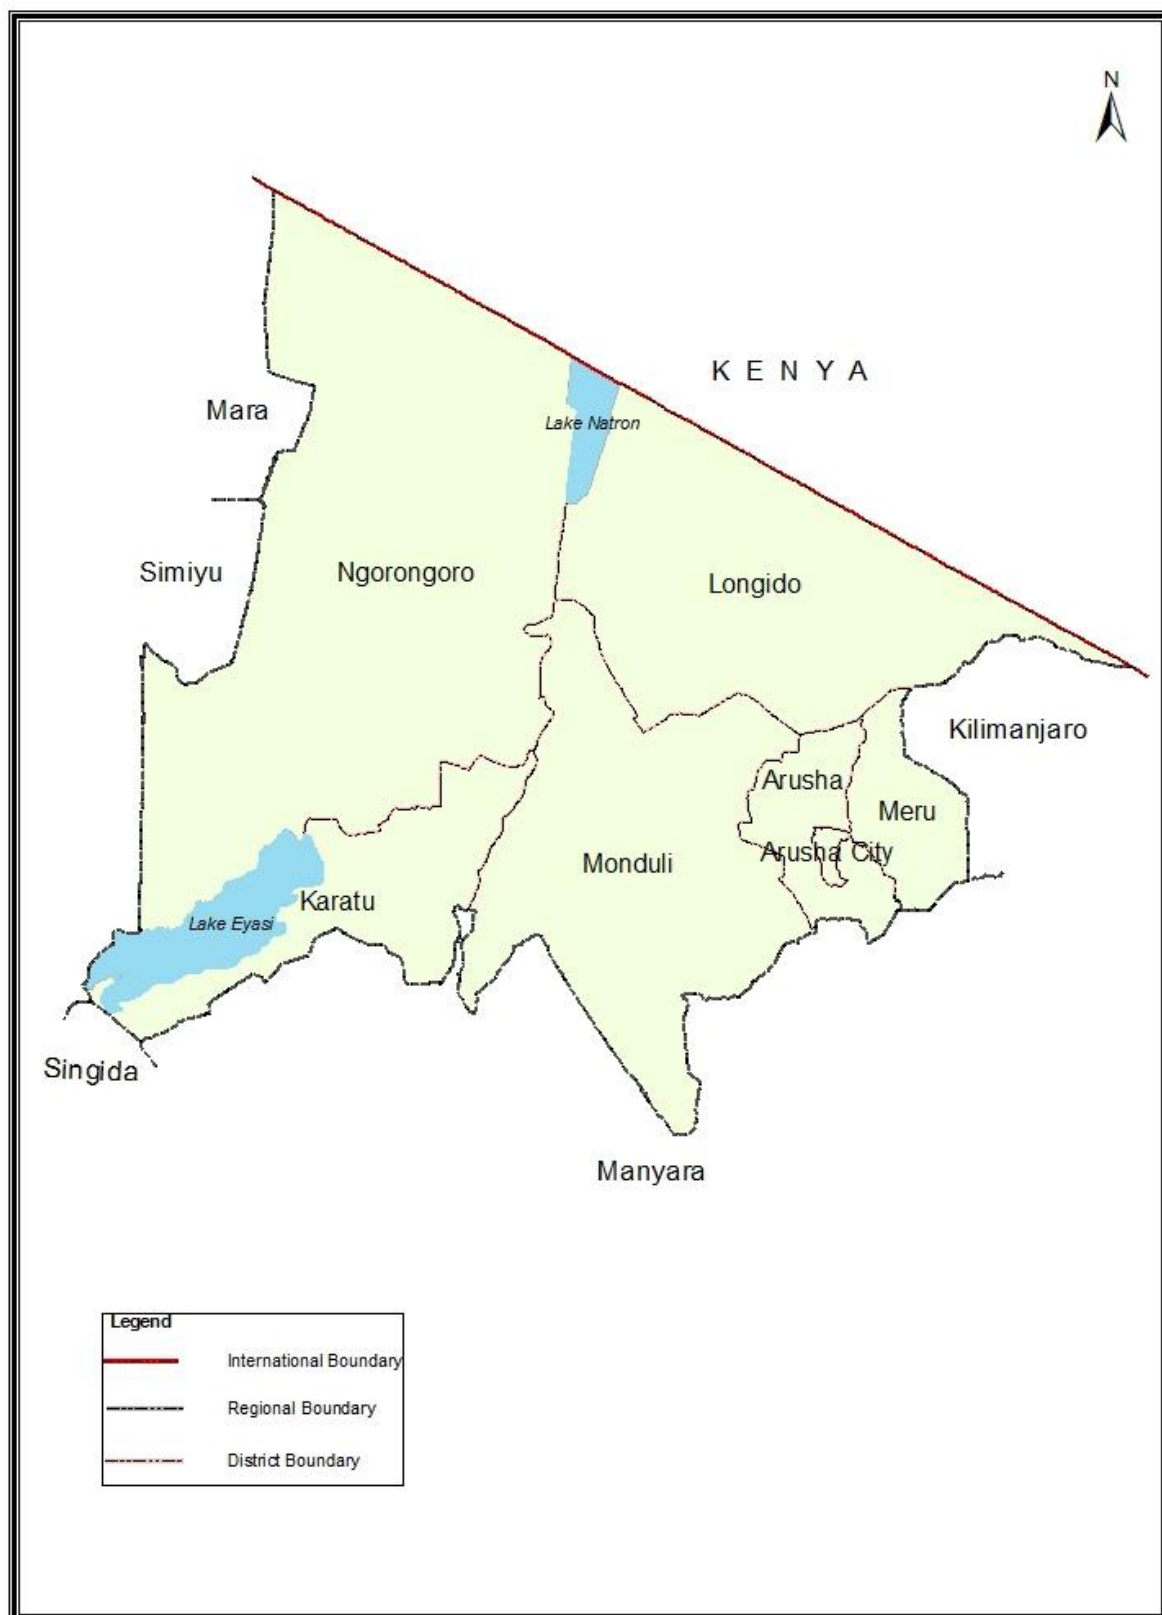 N
K E N Y A
Mara
Lake Natron
Simiyu
Ngorongoro
Longido
Kilimanjaro
Arusha
Meru
Arusha City
Monduli
Karatu
Lake Eyasi
Singida
Manyara
Legend
International Boundary
Regional Boundary
District Boundary